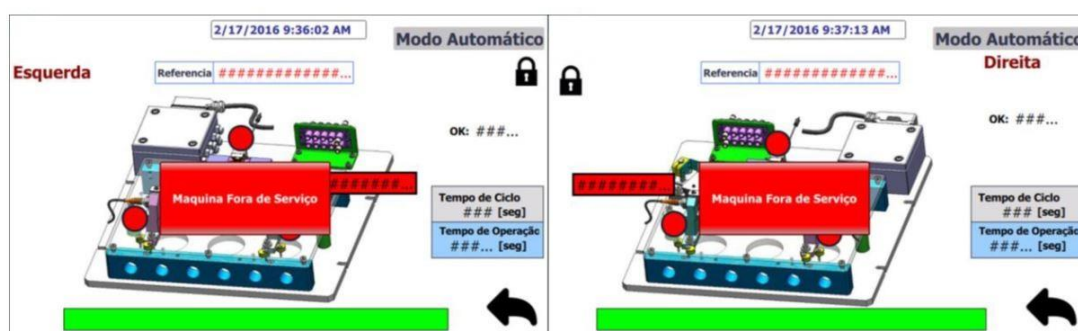 2/17/2016 9:36:02 AM
Modo Automático
Esquerda
Referencia #############...
OK: ###...
Maquina Fora de Serviço
#######...
Tempo de Ciclo
### [seg]
Tempo de Operação
###... [seg]
2/17/2016 9:37:13 AM
Modo Automático
Direita
Referencia #############...
OK: ###...
########...
Maquina Fora de Serviço
Tempo de Ciclo
### [seg]
Tempo de Operação
###... [seg]